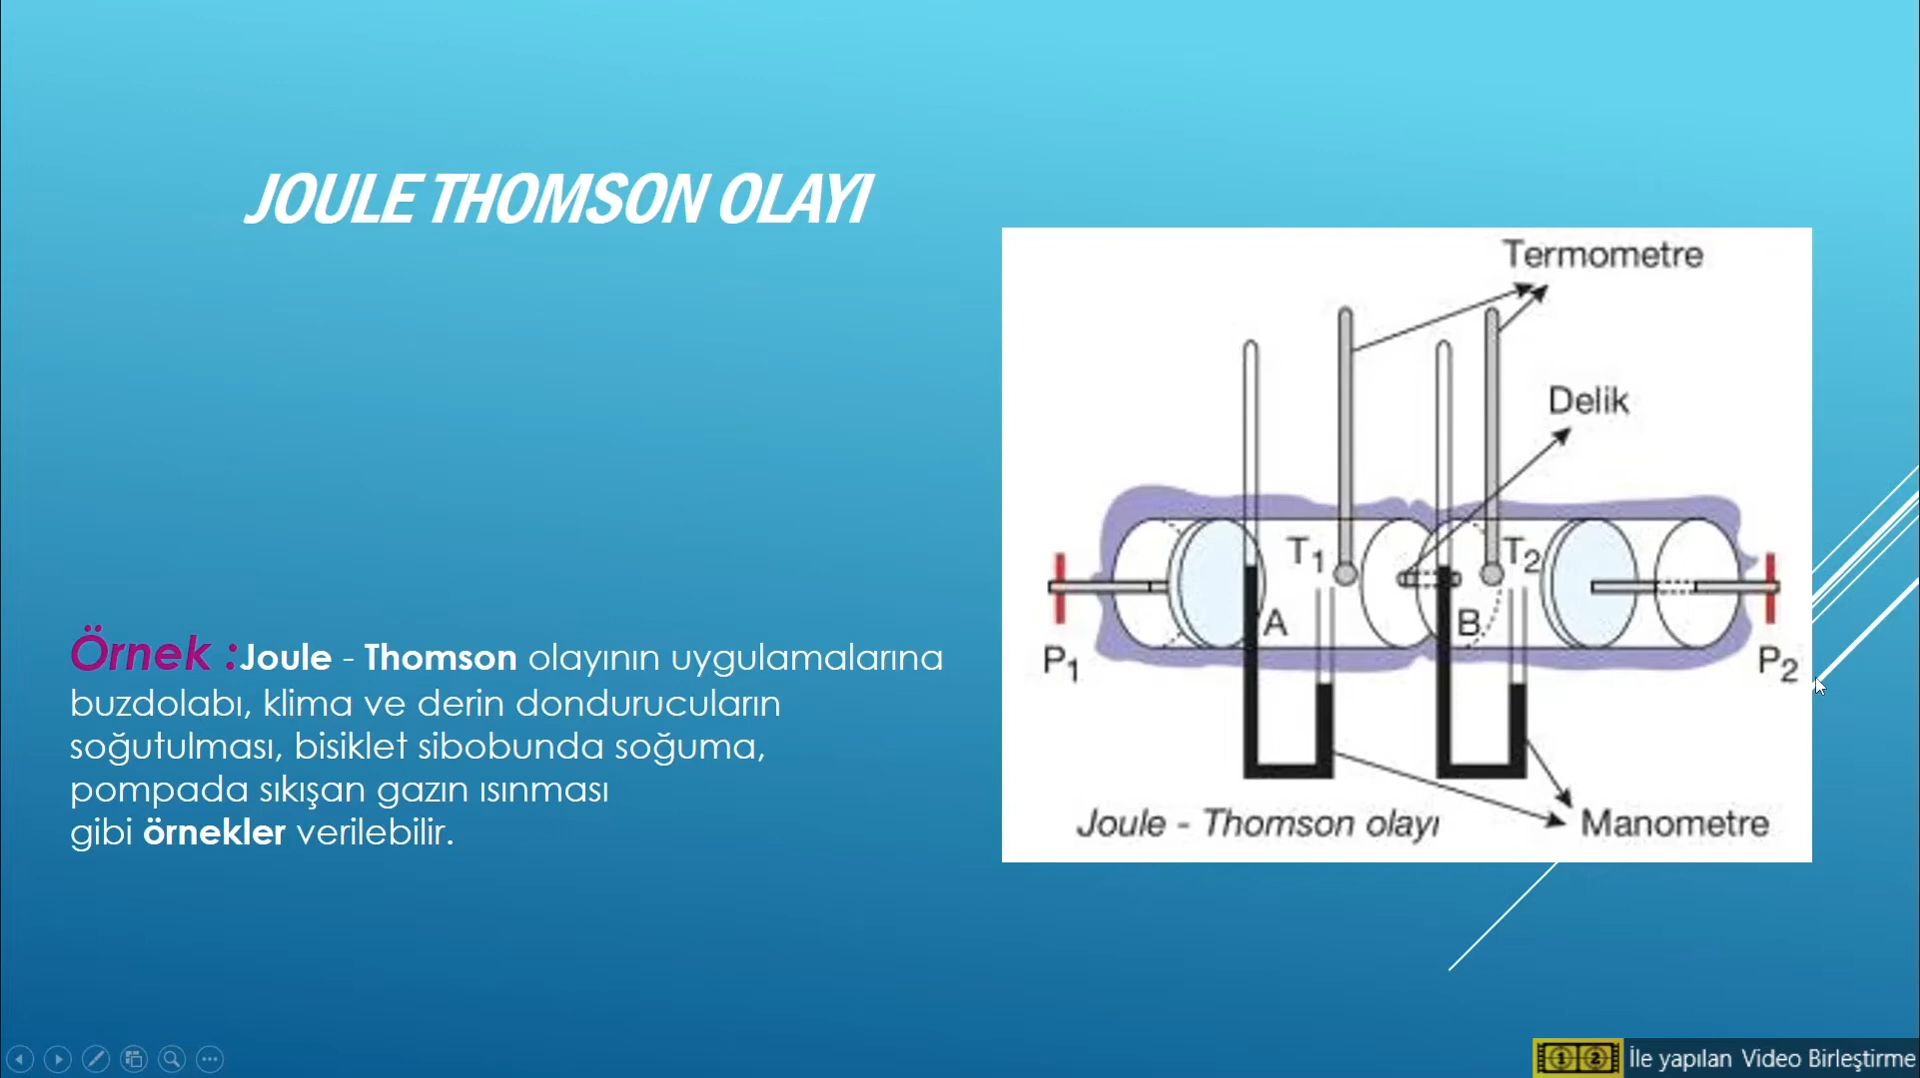 JOULE THOMSON OLAYI
Termometre
Delik
T1
T2
A
B
P1
P2
Joule - Thomson olayı
Manometre
Örnek :Joule - Thomson olayının uygulamalarına
buzdolabı, klima ve derin dondurucuların
soğutulması, bisiklet sibobunda soğuma,
pompada sıkışan gazın ısınması
gibi örnekler verilebilir.
1 2 İle yapılan Video Birleştirme